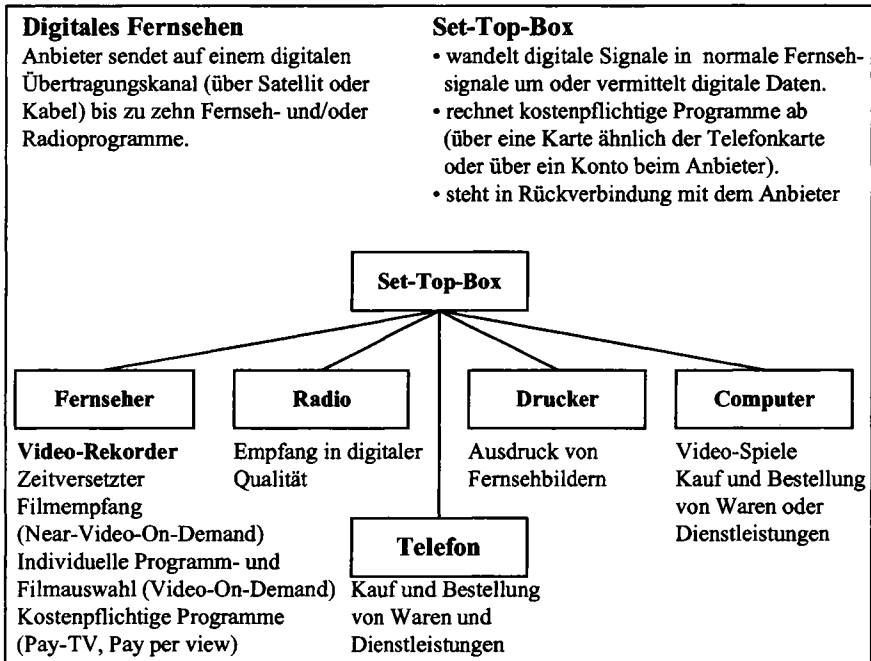 Digitales Fernsehen
Anbieter sendet auf einem digitalen
Übertragungskanal (über Satellit oder
Kabel) bis zu zehn Fernseh- und/oder
Radioprogramme.
Set-Top-Box
• wandelt digitale Signale in normale Fernseh-
signale um oder vermittelt digitale Daten.
• rechnet kostenpflichtige Programme ab
(über eine Karte ähnlich der Telefonkarte
oder über ein Konto beim Anbieter).
• steht in Rückverbindung mit dem Anbieter
Set-Top-Box
Fernseher
Video-Rekorder
Zeitversetzter
Filmempfang
(Near-Video-On-Demand)
Individuelle Programm- und
Filmauswahl (Video-On-Demand)
Kostenpflichtige Programme
(Pay-TV, Pay per view)
Radio
Empfang in digitaler
Qualität
Telefon
Kauf und Bestellung
von Waren und
Dienstleistungen
Drucker
Ausdruck von
Fernsehbildern
Computer
Video-Spiele
Kauf und Bestellung
von Waren oder
Dienstleistungen